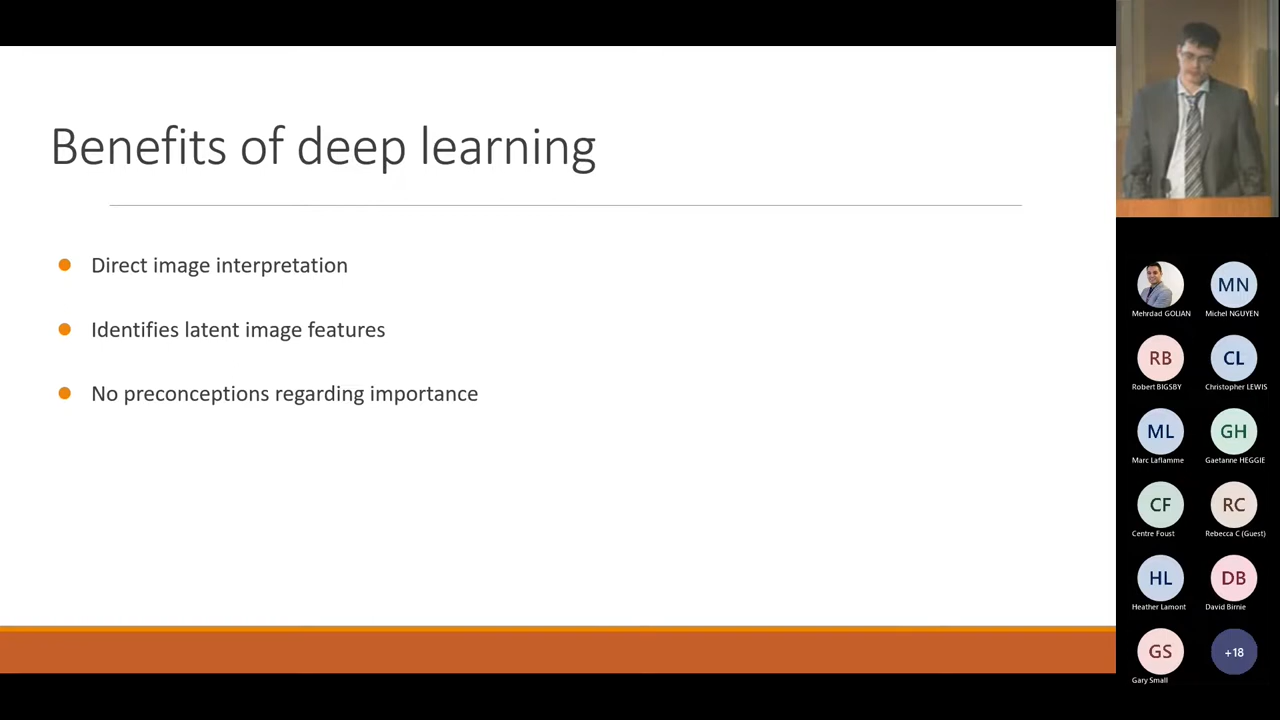 Benefits of deep learning
Direct image interpretation
Identifies latent image features
No preconceptions regarding importance
Mehrdad GOLIAN
MN
Michel NGUYEN
RB
Robert BIGSBY
CL
Christopher LEWIS
ML
Marc Laflamme
GH
Gaetanne HEGGIE
CF
Centre Foust
RC
Rebecca C (Guest)
HL
Heather Lamont
DB
David Birnie
GS
Gary Small
+18